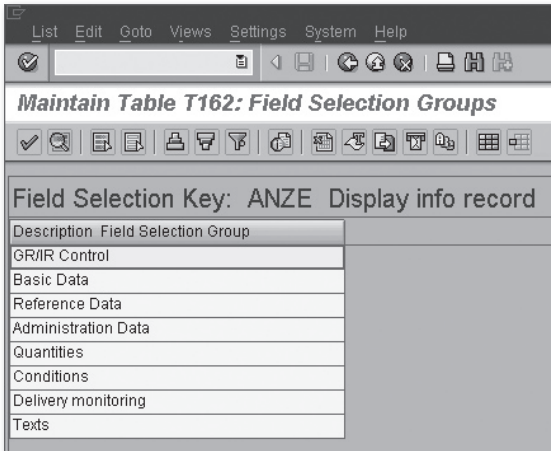 List Edit Goto Views Settings System Help
Maintain Table T162: Field Selection Groups
Field Selection Key: ANZE Display info record
Description Field Selection Group
GR/IR Control
Basic Data
Reference Data
Administration Data
Quantities
Conditions
Delivery monitoring
Texts